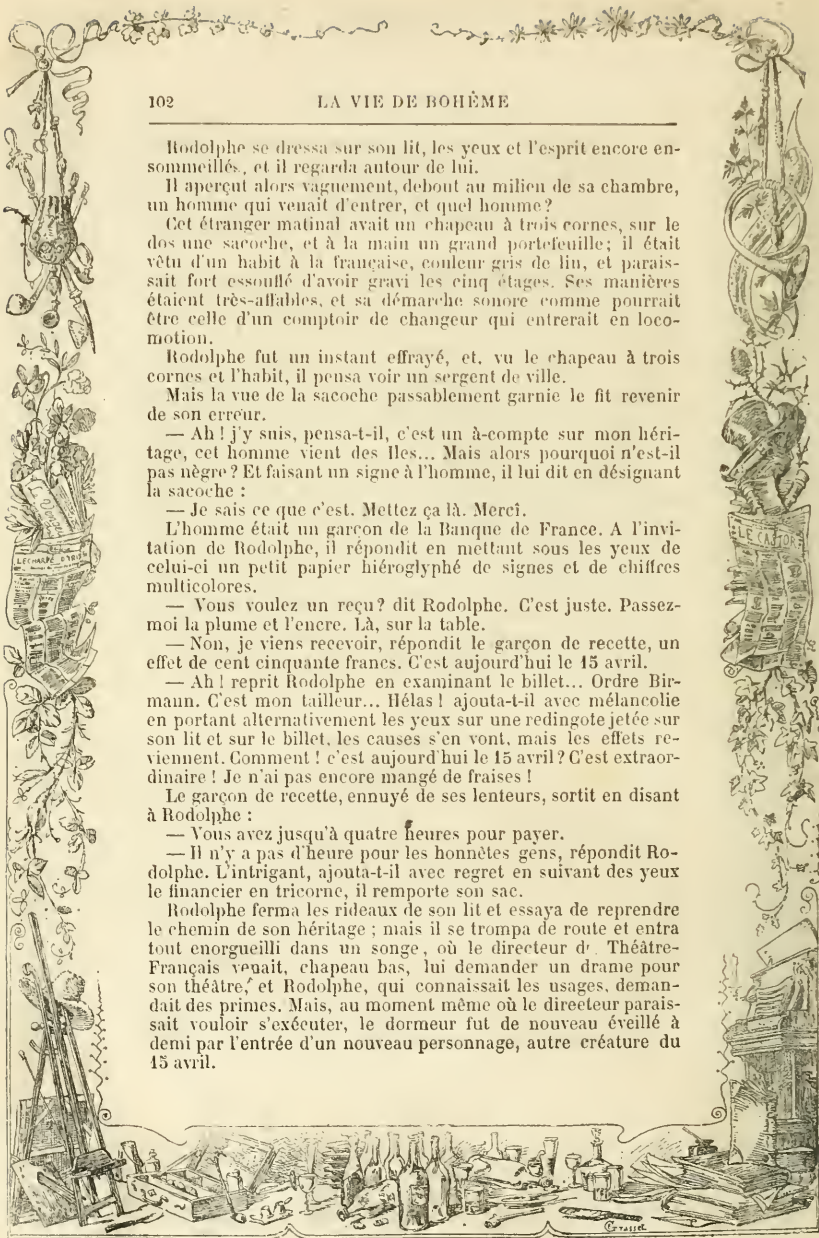 102 LA VIE DE BOHÈME
Rodolphe se dressa sur son lit, les yeux et l'esprit encore en-
sommeillés, et il regarda autour de lui.
Il aperçut alors vaguement, debout au milieu de sa chambre,
un homme qui venait d'entrer, et quel homme?
Cet étranger matinal avait un chapeau à trois cornes, sur le
dos une sacoche, et à la main un grand portefeuille; il était
vêtu d'un habit à la française, couleur gris de lin, et parais-
sait fort essoufflé d'avoir gravi les cinq étages. Ses manières
étaient très-affables, et sa démarche sonore comme pourrait
être celle d'un comptoir de changeur qui entrerait en loco-
motion.
Rodolphe fut un instant effrayé, et, vu le chapeau à trois
cornes et l'habit, il pensa voir un sergent de ville.
Mais la vue de la sacoche passablement garnie le fit revenir
de son erreur.
— Ah ! j'y suis, pensa-t-il, c'est un à-compte sur mon héri-
tage, cet homme vient des Iles... Mais alors pourquoi n'est-il
pas nègre ? Et faisant un signe à l'homme, il lui dit en désignant
la sacoche :
— Je sais ce que c'est. Mettez ça là. Merci.
L'homme était un garçon de la Banque de France. A l'invi-
tation de Rodolphe, il répondit en mettant sous les yeux de
celui-ci un petit papier hiéroglyphé de signes et de chiffres
multicolores.
— Vous voulez un reçu? dit Rodolphe. C'est juste. Passez-
moi la plume et l'encre. Là, sur la table.
— Non, je viens recevoir, répondit le garçon de recette, un
effet de cent cinquante francs. C'est aujourd'hui le 15 avril.
— Ah ! reprit Rodolphe en examinant le billet... Ordre Bir-
mann. C'est mon tailleur... Hélas ! ajouta-t-il avec mélancolie
en portant alternativement les yeux sur une redingote jetée sur
son lit et sur le billet, les causes s'en vont, mais les effets re-
viennent. Comment ! c'est aujourd'hui le 15 avril ? C'est extraor-
dinaire ! Je n'ai pas encore mangé de fraises !
Le garçon de recette, ennuyé de ses lenteurs, sortit en disant
à Rodolphe :
— Vous avez jusqu'à quatre heures pour payer.
— Il n'y a pas d'heure pour les honnêtes gens, répondit Ro-
dolphe. L'intrigant, ajouta-t-il avec regret en suivant des yeux
le financier en tricorne, il remporte son sac.
Rodolphe ferma les rideaux de son lit et essaya de reprendre
le chemin de son héritage ; mais il se trompa de route et entra
tout enorgueilli dans un songe, où le directeur d. Théâtre-
Français venait, chapeau bas, lui demander un drame pour
son théâtre, et Rodolphe, qui connaissait les usages, deman-
dait des primes. Mais, au moment même où le directeur parais-
sait vouloir s'exécuter, le dormeur fut de nouveau éveillé à
demi par l'entrée d'un nouveau personnage, autre créature du
15 avril.
LE CASTOR
GRASSET